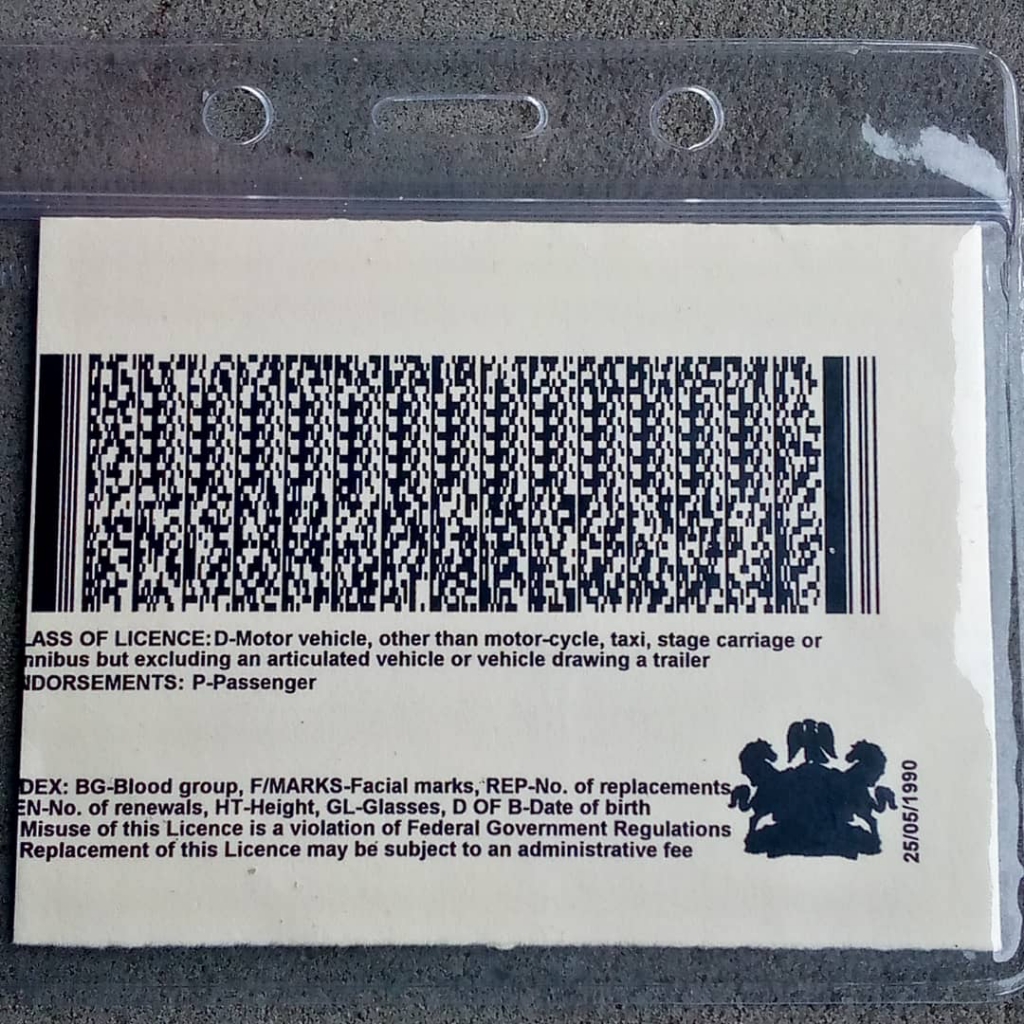 LASS OF LICENCE: D-Motor vehicle, other than motor-cycle, taxi, stage carriage or
nnibus but excluding an articulated vehicle or vehicle drawing a trailer
NDORSEMENTS: P-Passenger
DEX: BG-Blood group, F/MARKS-Facial marks, REP-No. of replacements
EN-No. of renewals, HT-Height, GL-Glasses, D OF B-Date of birth
Misuse of this Licence is a violation of Federal Government Regulations
Replacement of this Licence may be subject to an administrative fee
25/05/1990